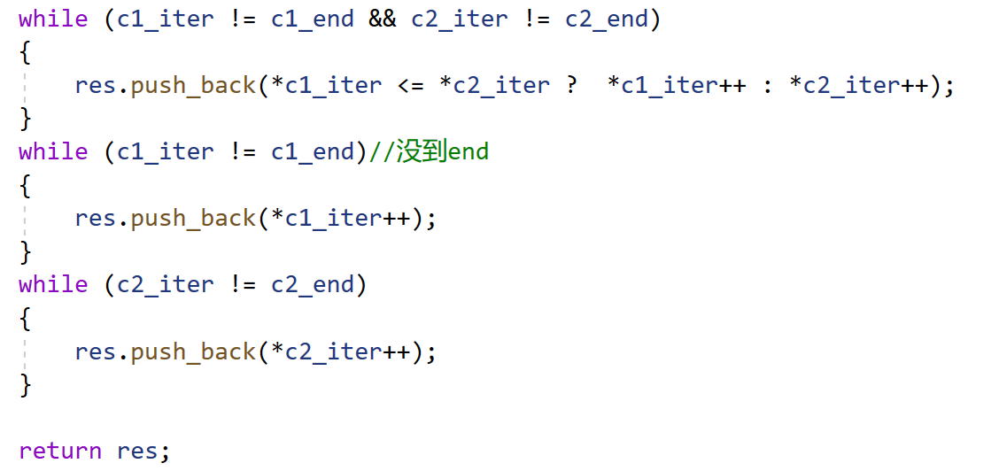 while (c1_iter != c1_end && c2_iter != c2_end)
{
    res.push_back(*c1_iter <= *c2_iter ?  *c1_iter++ : *c2_iter++);
}
while (c1_iter != c1_end)//没到end
{
    res.push_back(*c1_iter++);
}
while (c2_iter != c2_end)
{
    res.push_back(*c2_iter++);
}

return res;